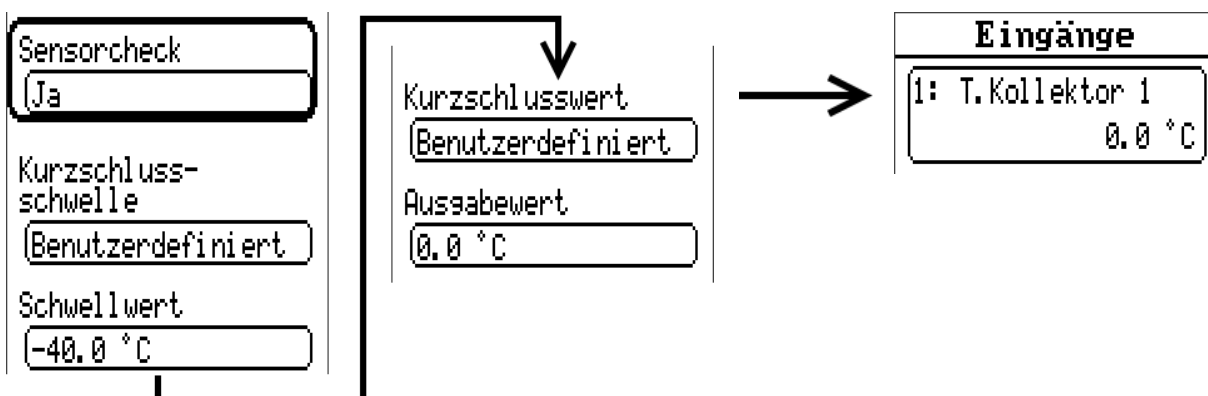 Sensorcheck
Ja
Kurzschluss-
schwelle
Benutzerdefiniert
Schwellwert
-40.0 °C
Kurzschlusswert
Benutzerdefiniert
Ausgabewert
0.0 °C
Eingänge
1: T.Kollektor 1
0.0 °C